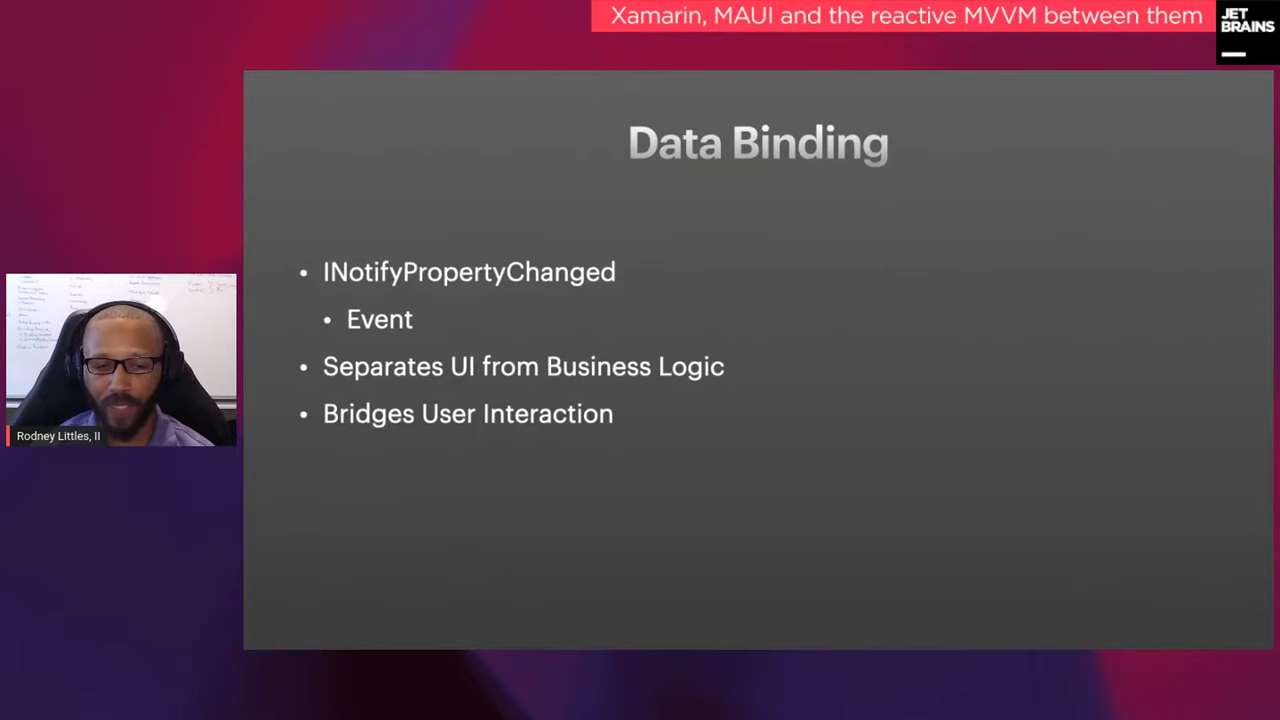 Xamarin, MAUI and the reactive MVVM between them
JET
BRAINS
Data Binding
• INotifyPropertyChanged
• Event
• Separates UI from Business Logic
• Bridges User Interaction
Rodney Littles, II